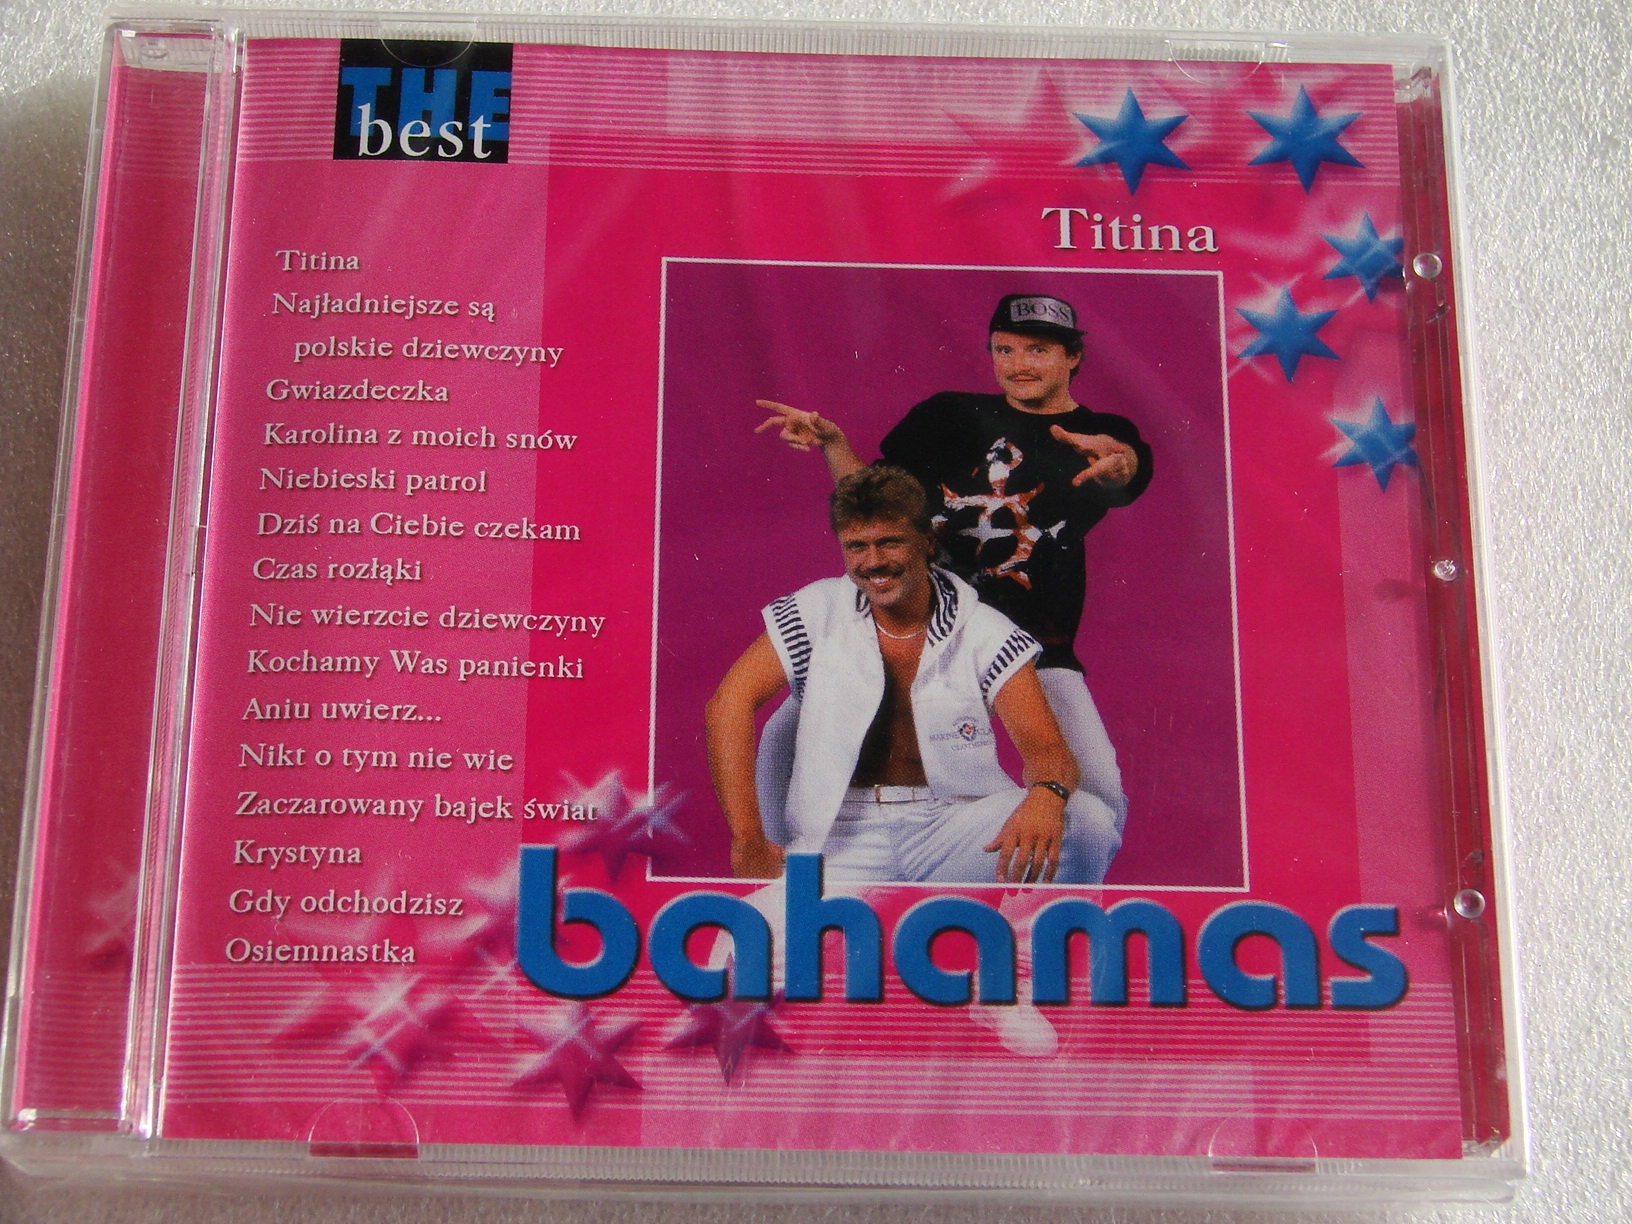 THE
best
Titina
Titina
Najładniejsze są
polskie dziewczyny
Gwiazdeczka
Karolina z moich snów
Niebieski patrol
Dziś na Ciebie czekam
Czas rozłąki
Nie wierzcie dziewczyny
Kochamy Was panienki
Aniu uwierz...
Nikt o tym nie wie
Zaczarowany bajek świat
Krystyna
Gdy odchodzisz
Osiemnastka
BOSS
bahamas